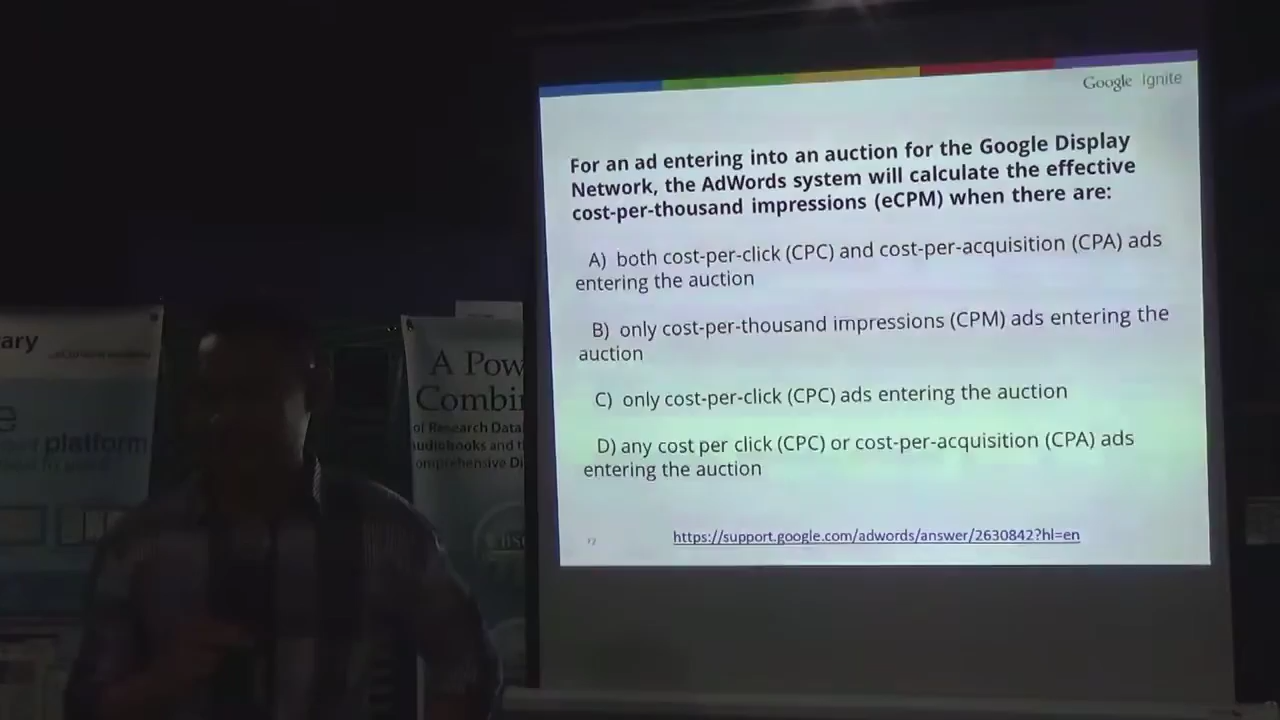 Google Ignite
For an ad entering into an auction for the Google Display
Network, the AdWords system will calculate the effective
cost-per-thousand impressions (eCPM) when there are:
A) both cost-per-click (CPC) and cost-per-acquisition (CPA) ads
entering the auction
B) only cost-per-thousand impressions (CPM) ads entering the
auction
C) only cost-per-click (CPC) ads entering the auction
D) any cost per click (CPC) or cost-per-acquisition (CPA) ads
entering the auction
https://support.google.com/adwords/answer/2630842?hl=en
ary
e
platform
A Pow
Combi
of Research Data
udiobooks and t
omprehensive Di